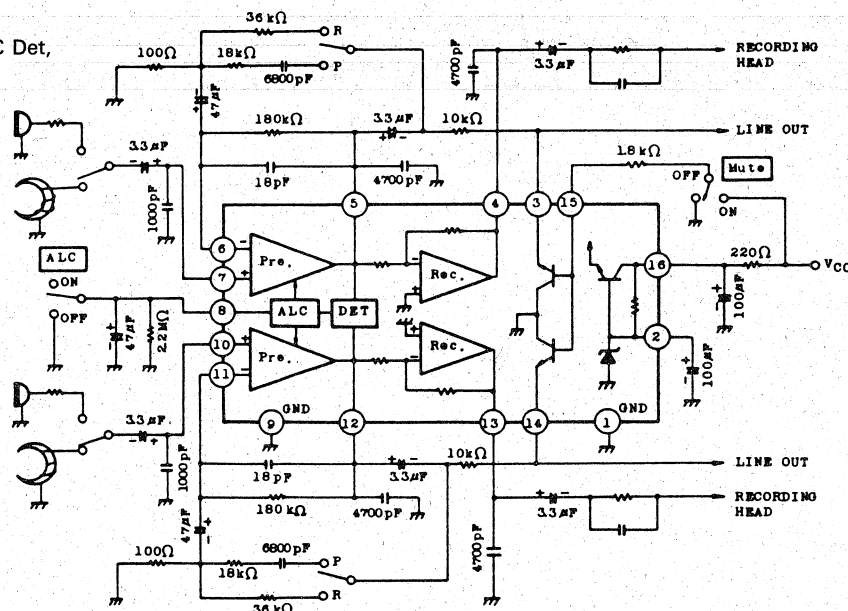 C Det,
36kΩ
R
100Ω
18kΩ
6800pF
P
47μF
4700pF
3.3μF
RECORDING
HEAD
180kΩ
3.3μF
10kΩ
LINE OUT
18pF
4700pF
1.8kΩ
OFF
Mute
ON
3.3μF
1000pF
5
4
3
15
6
7
8
10
11
Pre.
Rec.
ALC
DET
Pre.
Rec.
16
2
220Ω
VCC
100μF
100μF
ALC
ON
OFF
47μF
2.2MΩ
3.3μF
1000pF
GND
9
12
13
14
GND
1
18pF
3.3μF
10kΩ
LINE OUT
180kΩ
4700pF
3.3μF
RECORDING
HEAD
47μF
4700pF
100Ω
6800pF
P
18kΩ
R
36kΩ